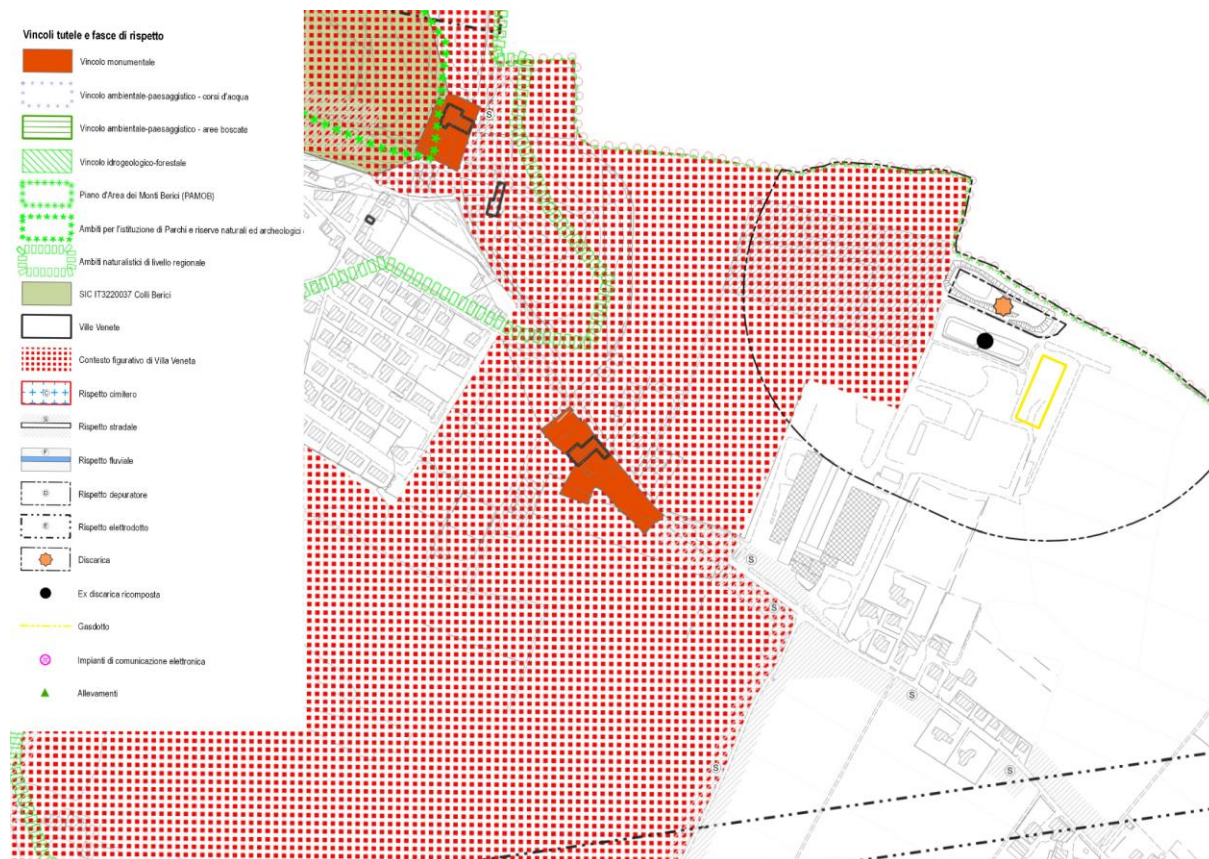 Vincoli tutele e fasce di rispetto
Vincolo monumentale
Vincolo ambientale-paesaggistico - corsi d'acqua
Vincolo ambientale-paesaggistico - aree boscate
Vincolo idrogeologico-forestale
Piano d'Area dei Monti Berici (PAMOB)
Ambiti per l'istituzione di Parchi e riserve naturali ed archeologici
Ambiti naturalistici di livello regionale
SIC IT3220037 Colli Berici
Ville Venete
Contesto figurativo di Villa Veneta
C
Rispetto cimitero
S
Rispetto stradale
F
Rispetto fluviale
D
Rispetto depuratore
E
Rispetto elettrodotto
Discarica
Ex discarica ricomposta
Gasdotto
Impianti di comunicazione elettronica
Allevamenti
S
S
S
S
S
S